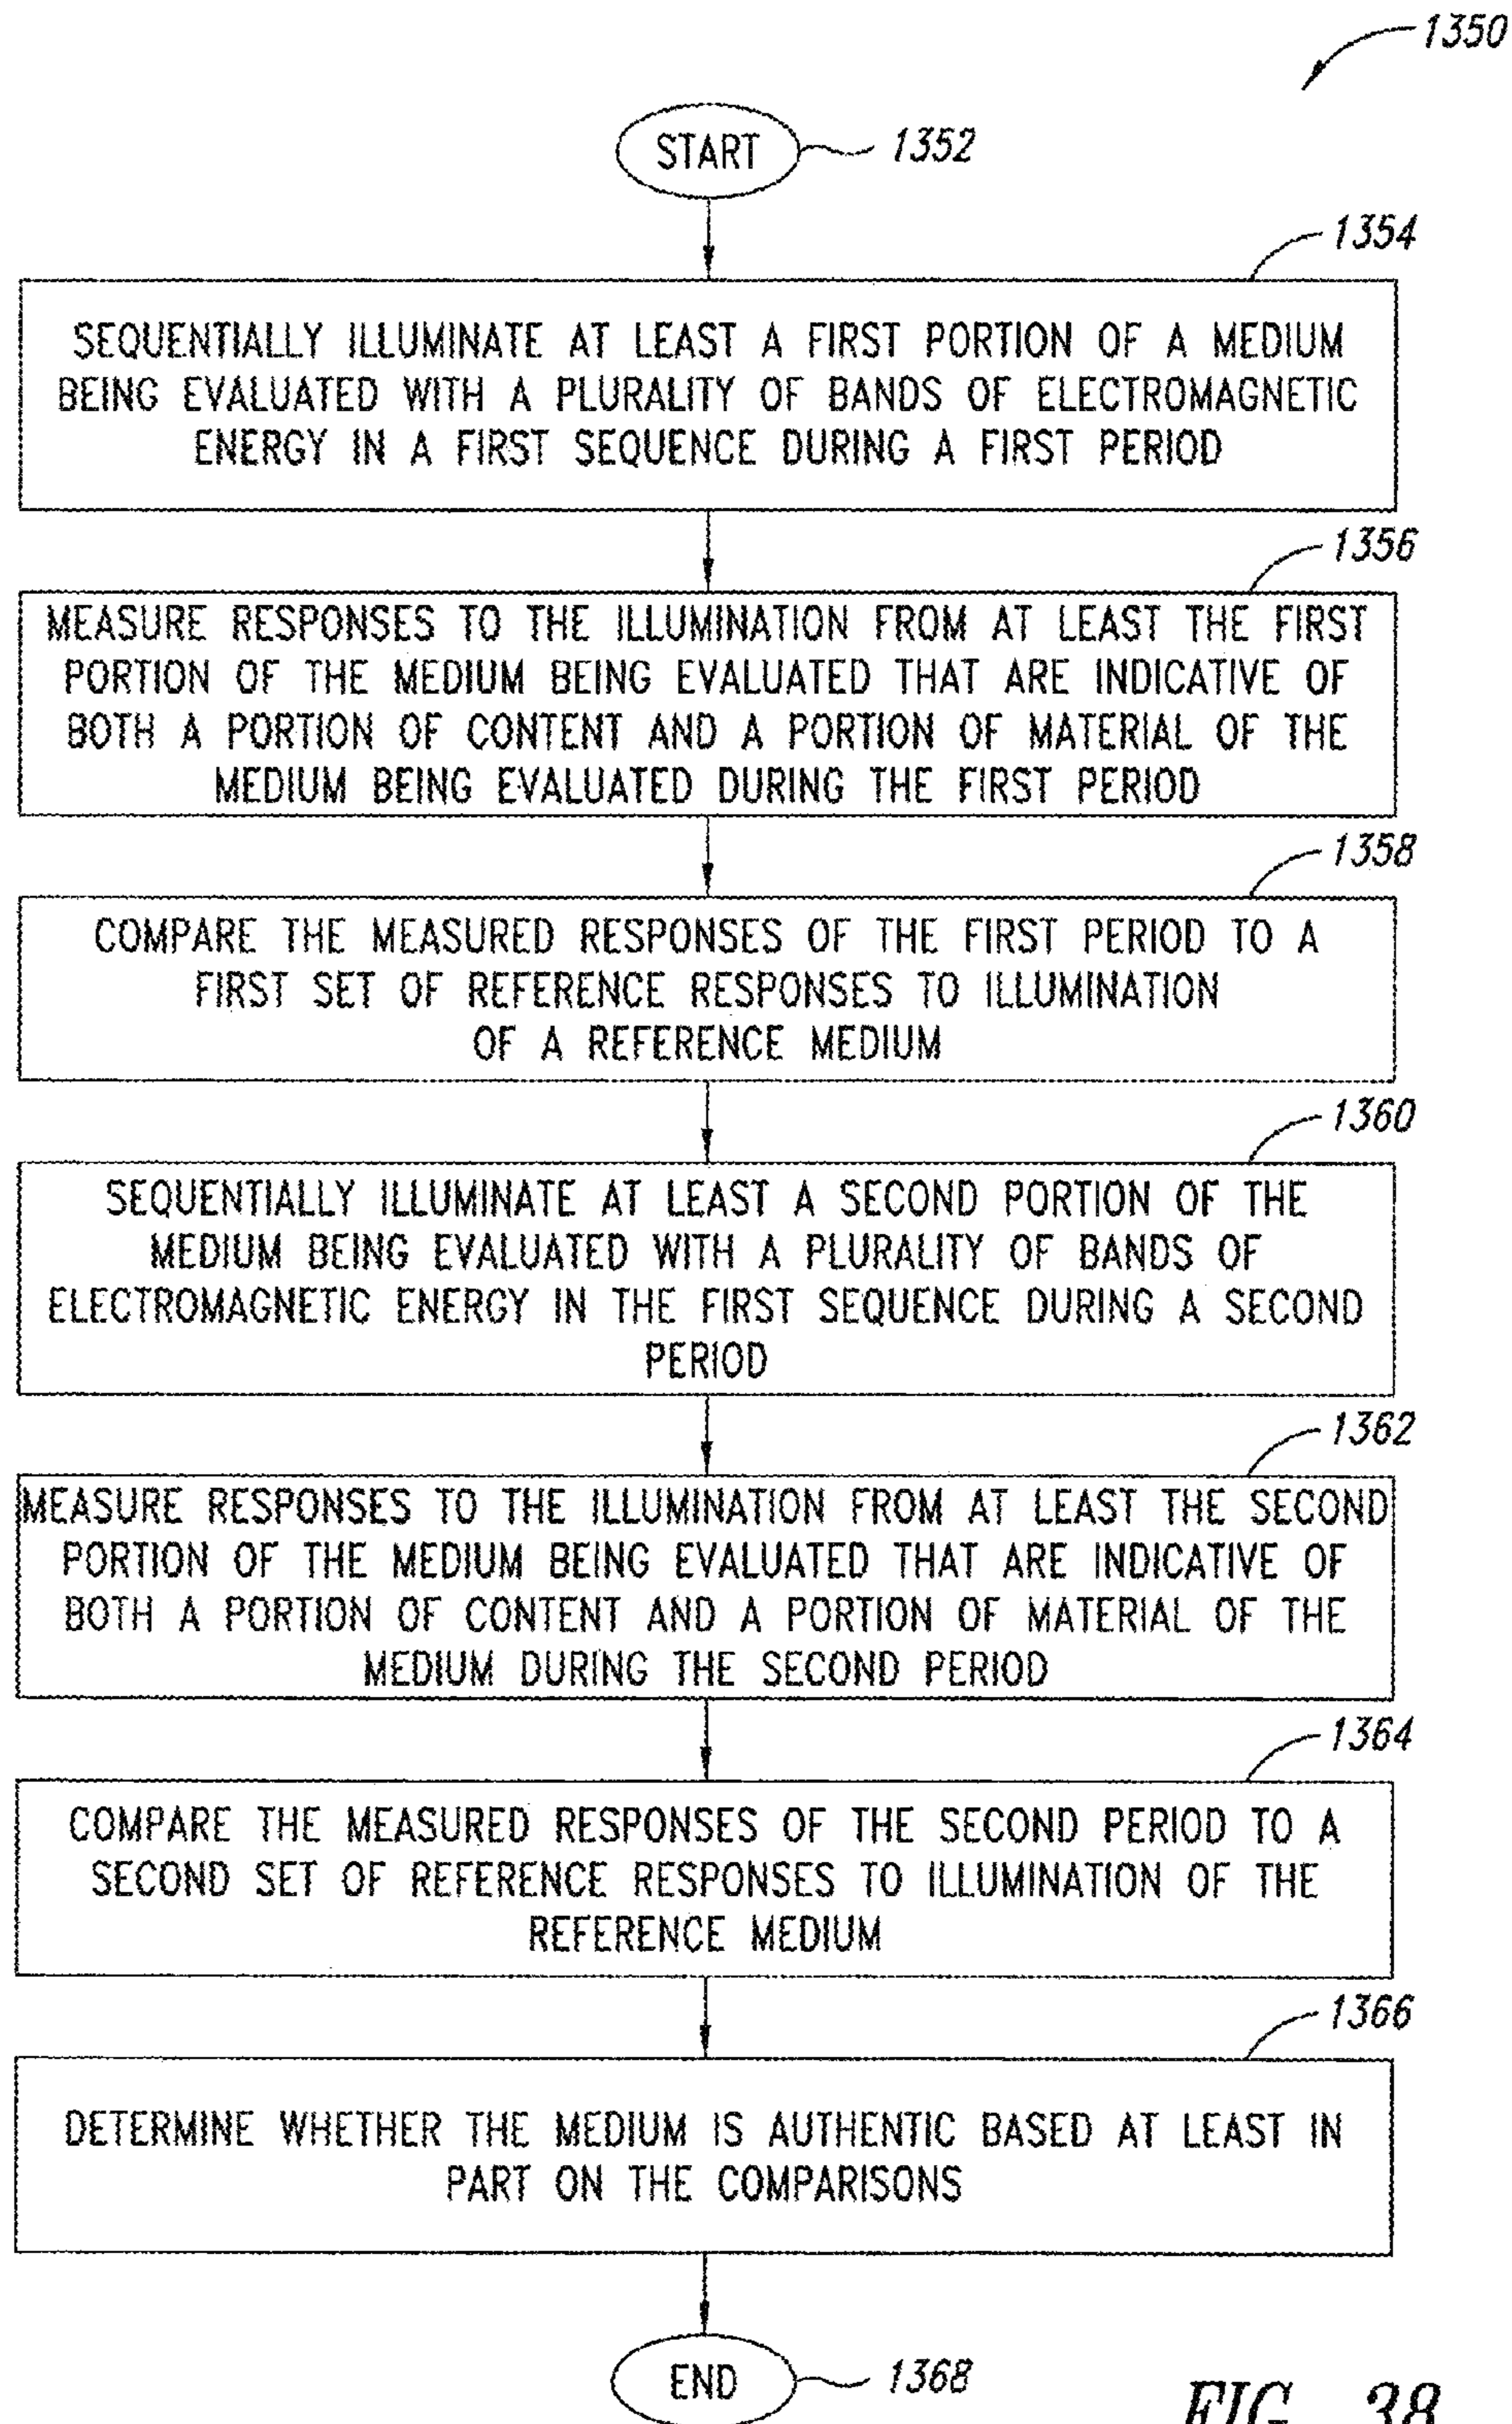 1350
START
1352
1354
SEQUENTIALLY ILLUMINATE AT LEAST A FIRST PORTION OF A MEDIUM
BEING EVALUATED WITH A PLURALITY OF BANDS OF ELECTROMAGNETIC
ENERGY IN A FIRST SEQUENCE DURING A FIRST PERIOD
1356
MEASURE RESPONSES TO THE ILLUMINATION FROM AT LEAST THE FIRST
PORTION OF THE MEDIUM BEING EVALUATED THAT ARE INDICATIVE OF
BOTH A PORTION OF CONTENT AND A PORTION OF MATERIAL OF THE
MEDIUM BEING EVALUATED DURING THE FIRST PERIOD
1358
COMPARE THE MEASURED RESPONSES OF THE FIRST PERIOD TO A
FIRST SET OF REFERENCE RESPONSES TO ILLUMINATION
OF A REFERENCE MEDIUM
1360
SEQUENTIALLY ILLUMINATE AT LEAST A SECOND PORTION OF THE
MEDIUM BEING EVALUATED WITH A PLURALITY OF BANDS OF
ELECTROMAGNETIC ENERGY IN THE FIRST SEQUENCE DURING A SECOND
PERIOD
1362
MEASURE RESPONSES TO THE ILLUMINATION FROM AT LEAST THE SECOND
PORTION OF THE MEDIUM BEING EVALUATED THAT ARE INDICATIVE OF
BOTH A PORTION OF CONTENT AND A PORTION OF MATERIAL OF THE
MEDIUM DURING THE SECOND PERIOD
1364
COMPARE THE MEASURED RESPONSES OF THE SECOND PERIOD TO A
SECOND SET OF REFERENCE RESPONSES TO ILLUMINATION OF THE
REFERENCE MEDIUM
1366
DETERMINE WHETHER THE MEDIUM IS AUTHENTIC BASED AT LEAST IN
PART ON THE COMPARISONS
END
1368
FIG. 38